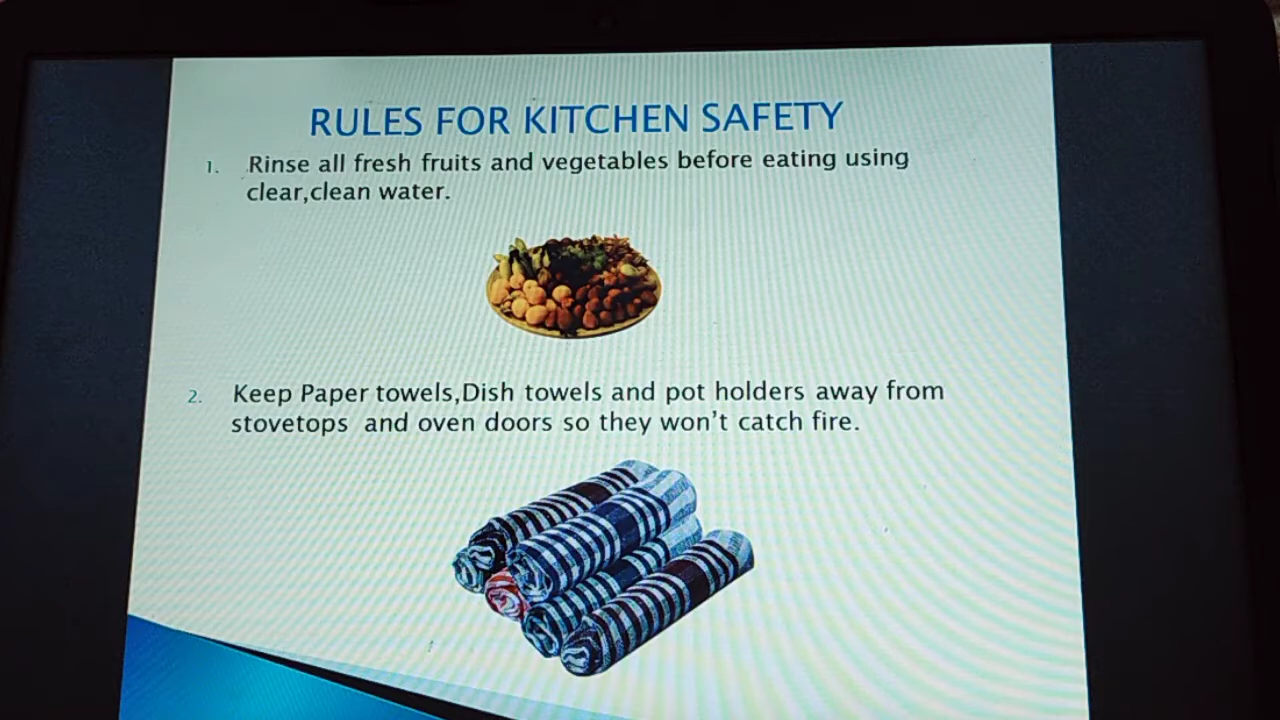 RULES FOR KITCHEN SAFETY
1. Rinse all fresh fruits and vegetables before eating using
clear,clean water.
2. Keep Paper towels,Dish towels and pot holders away from
stovetops and oven doors so they won't catch fire.